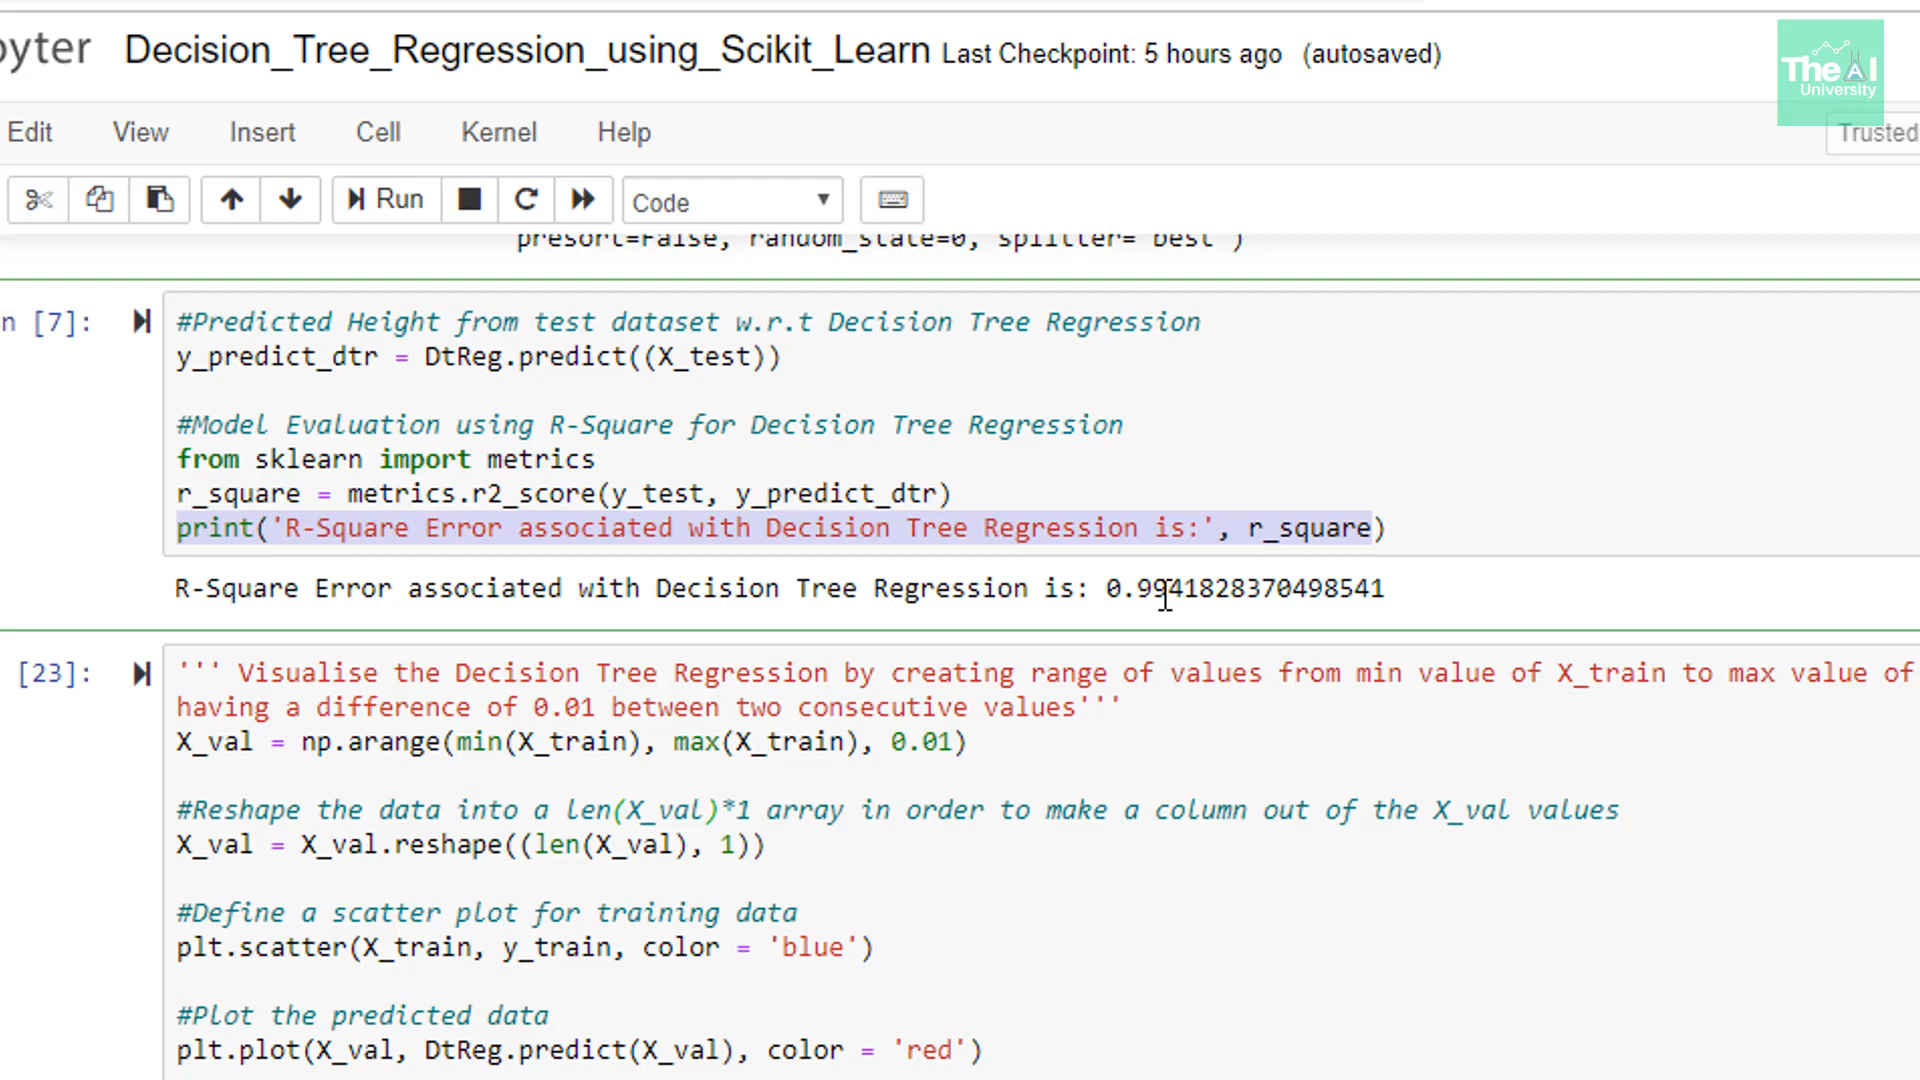 pyter Decision_Tree_Regression_using_Scikit_Learn Last Checkpoint: 5 hours ago (autosaved)
The AI
University
Edit View Insert Cell Kernel Help
Trusted
Run Code
presort=False, random_state=0, splitter='best')
n [7]:
#Predicted Height from test dataset w.r.t Decision Tree Regression
y_predict_dtr = DtReg.predict((X_test))
#Model Evaluation using R-Square for Decision Tree Regression
from sklearn import metrics
r_square = metrics.r2_score(y_test, y_predict_dtr)
print('R-Square Error associated with Decision Tree Regression is:', r_square)
R-Square Error associated with Decision Tree Regression is: 0.9941828370498541
[23]:
''' Visualise the Decision Tree Regression by creating range of values from min value of X_train to max value of
having a difference of 0.01 between two consecutive values'''
X_val = np.arange(min(X_train), max(X_train), 0.01)
#Reshape the data into a len(X_val)*1 array in order to make a column out of the X_val values
X_val = X_val.reshape((len(X_val), 1))
#Define a scatter plot for training data
plt.scatter(X_train, y_train, color = 'blue')
#Plot the predicted data
plt.plot(X_val, DtReg.predict(X_val), color = 'red')